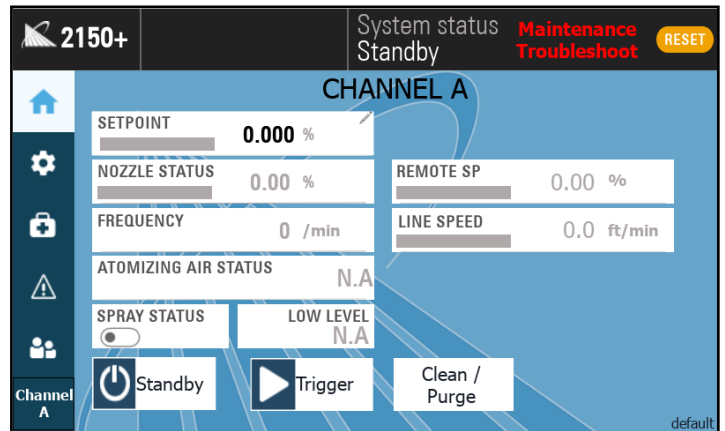 2150+
System status
Standby
Maintenance
Troubleshoot
RESET
CHANNEL A
SETPOINT
0.000 %
NOZZLE STATUS
0.00 %
REMOTE SP
0.00 %
FREQUENCY
0 /min
LINE SPEED
0.0 ft/min
ATOMIZING AIR STATUS
N.A
SPRAY STATUS
LOW LEVEL
N.A
Standby
Trigger
Clean /
Purge
Channel
A
default